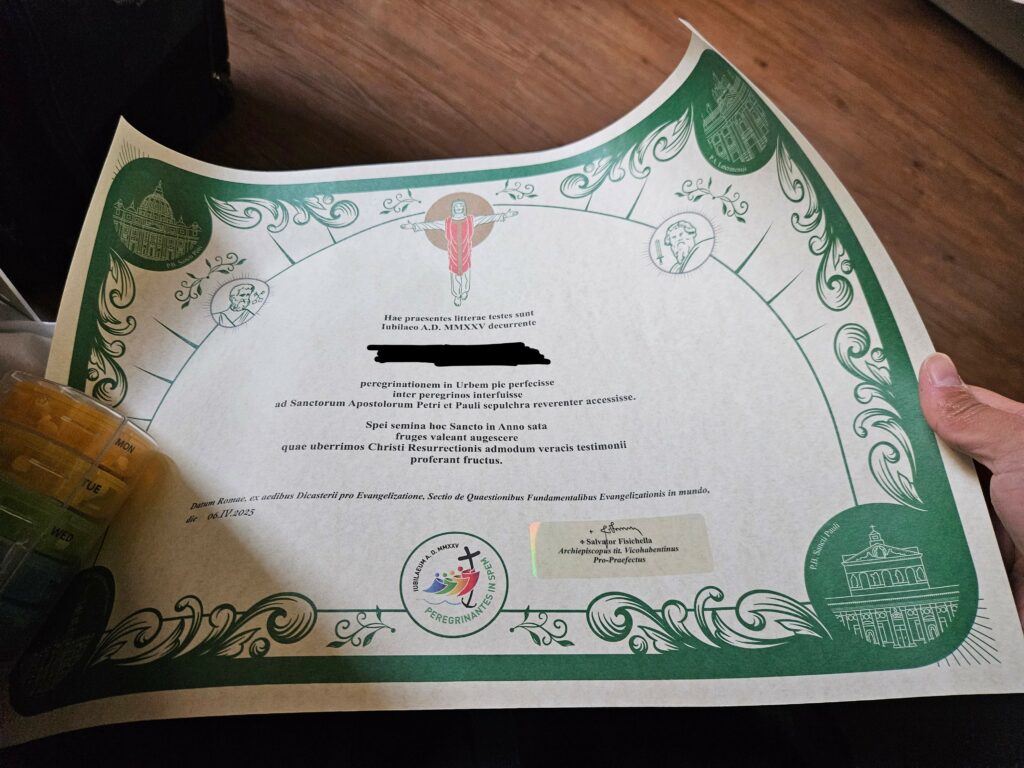 P.B. Sancti Petri
P.B. Lateranensis
Hae praesentes litterae testes sunt
Iubilaeo A.D. MMXXV decurrente
peregrinationem in Urbem pie perfecisse
inter peregrinos interfuisse
ad Sanctorum Apostolorum Petri et Pauli sepulchra reverenter accessisse.
Spei semina hoc Sancto in Anno sata
fruges valeant augescere
quae uberrimos Christi Resurrectionis admodum veracis testimonii
proferant fructus.
Datum Romae, ex aedibus Dicasterii pro Evangelizatione, Sectio de Quaestionibus Fundamentalibus Evangelizationis in mundo,
die 06.IV.2025
+ Salvator Fisichella
Archiepiscopus tit. Vicohabentinus
Pro-Praefectus
IUBILAEUM A. D. MMXXV
PEREGRINANTES IN SPEM
P.B. Sancti Pauli
MON
TUE
WED